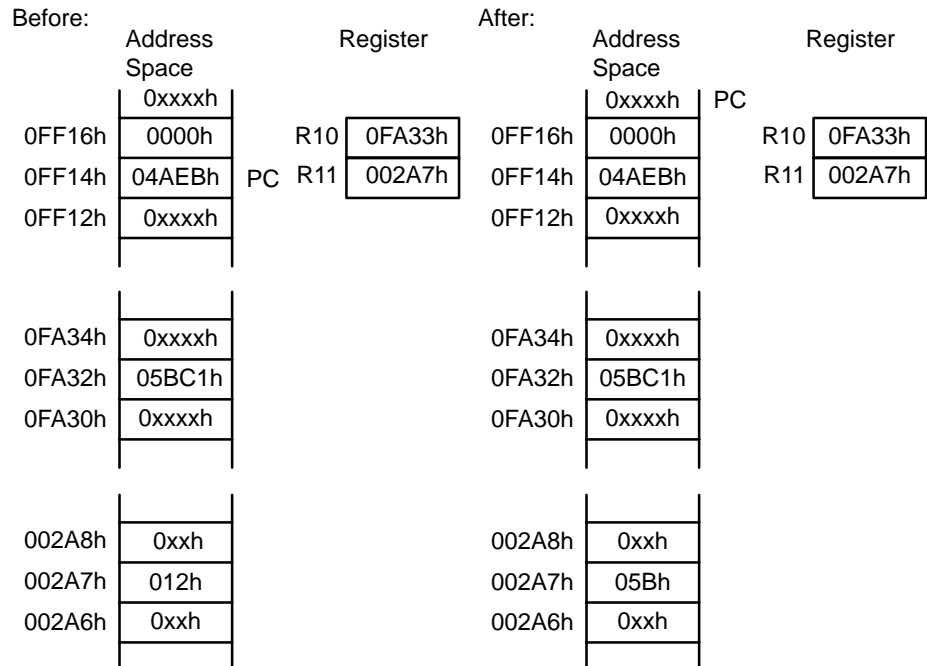 Before:
Address Space
Register
0xxxxh
0FF16h 0000h R10 0FA33h
0FF14h 04AEBh PC R11 002A7h
0FF12h 0xxxxh
0FA34h 0xxxxh
0FA32h 05BC1h
0FA30h 0xxxxh
002A8h 0xxh
002A7h 012h
002A6h 0xxh
After:
Address Space
Register
0xxxxh PC
0FF16h 0000h R10 0FA33h
0FF14h 04AEBh R11 002A7h
0FF12h 0xxxxh
0FA34h 0xxxxh
0FA32h 05BC1h
0FA30h 0xxxxh
002A8h 0xxh
002A7h 05Bh
002A6h 0xxh